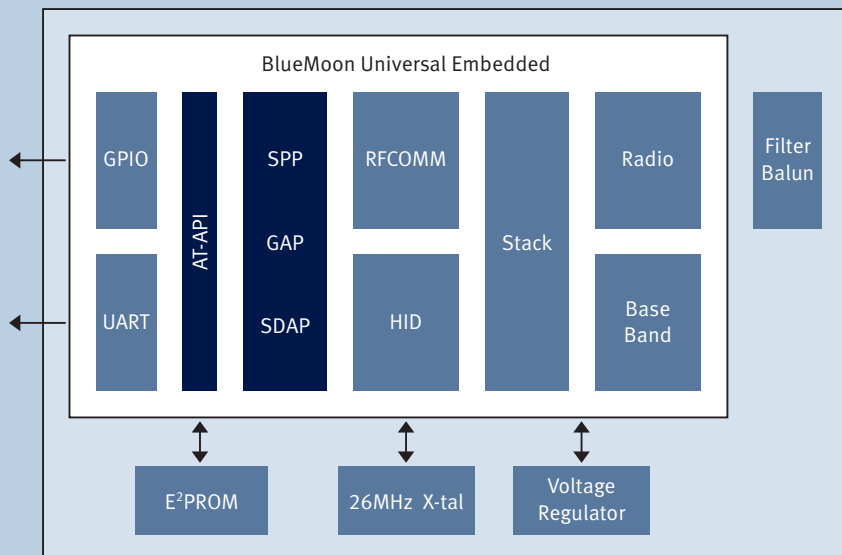 BlueMoon Universal Embedded
GPIO
UART
AT-API
SPP
GAP
SDAP
RFCOMM
HID
Stack
Radio
Base
Band
Filter
Balun
E²PROM
26MHz X-tal
Voltage
Regulator